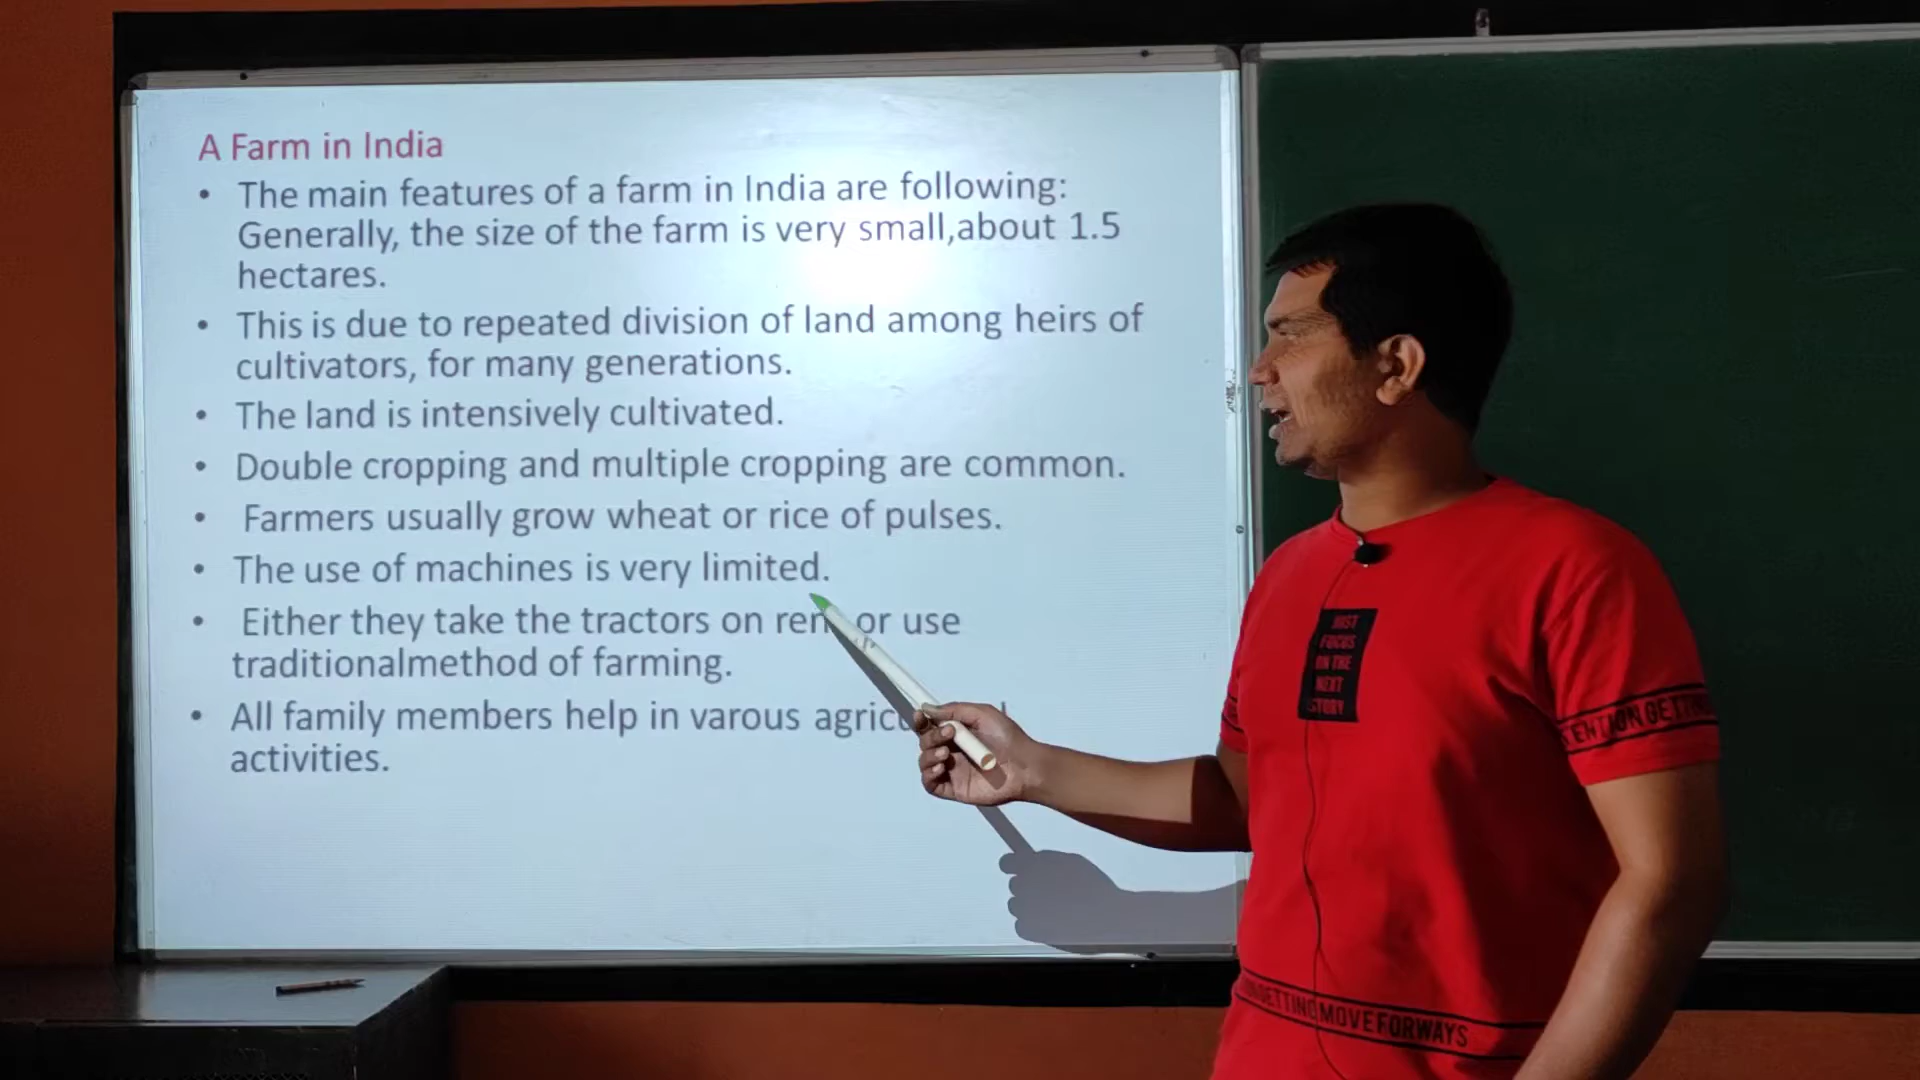 A Farm in India
• The main features of a farm in India are following:
Generally, the size of the farm is very small,about 1.5
hectares.
• This is due to repeated division of land among heirs of
cultivators, for many generations.
• The land is intensively cultivated.
• Double cropping and multiple cropping are common.
• Farmers usually grow wheat or rice of pulses.
• The use of machines is very limited.
• Either they take the tractors on or use
traditionalmethod of farming.
• All family members help in varous
activities.
JUST
FOCUS
ON THE
NEXT
STORY
GETTING MOVE FORWAYS